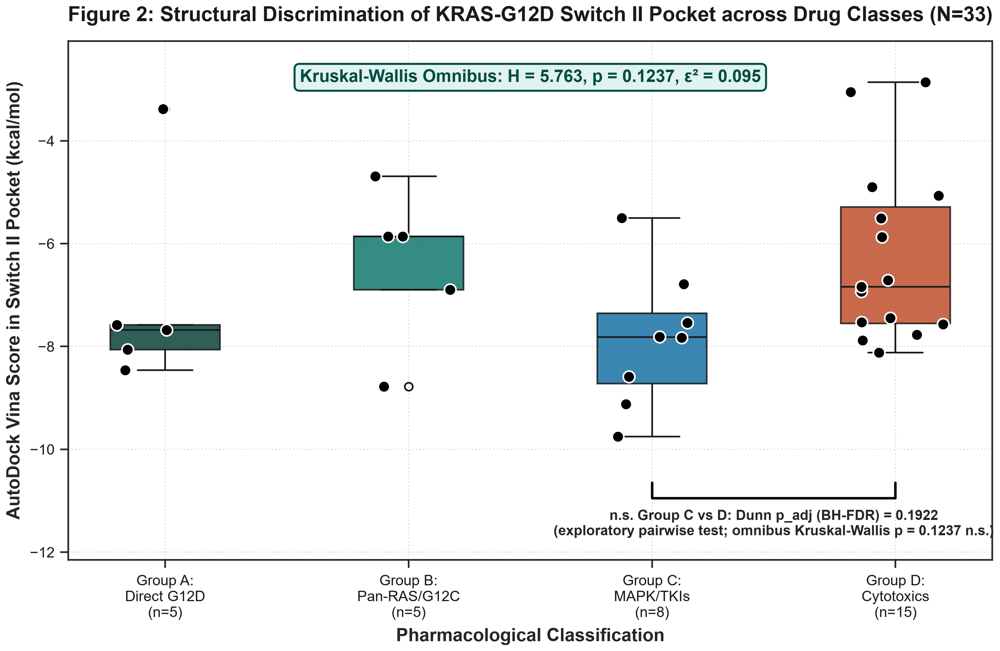 Figure 2: Structural Discrimination of KRAS-G12D Switch II Pocket across Drug Classes (N=33)
Kruskal-Wallis Omnibus: H = 5.763, p = 0.1237, ε² = 0.095
AutoDock Vina Score in Switch II Pocket (kcal/mol)
−4
−6
−8
−10
−12
n.s. Group C vs D: Dunn p_adj (BH-FDR) = 0.1922
(exploratory pairwise test; omnibus Kruskal-Wallis p = 0.1237 n.s.)
Group A:
Direct G12D
(n=5)
Group B:
Pan-RAS/G12C
(n=5)
Group C:
MAPK/TKIs
(n=8)
Group D:
Cytotoxics
(n=15)
Pharmacological Classification